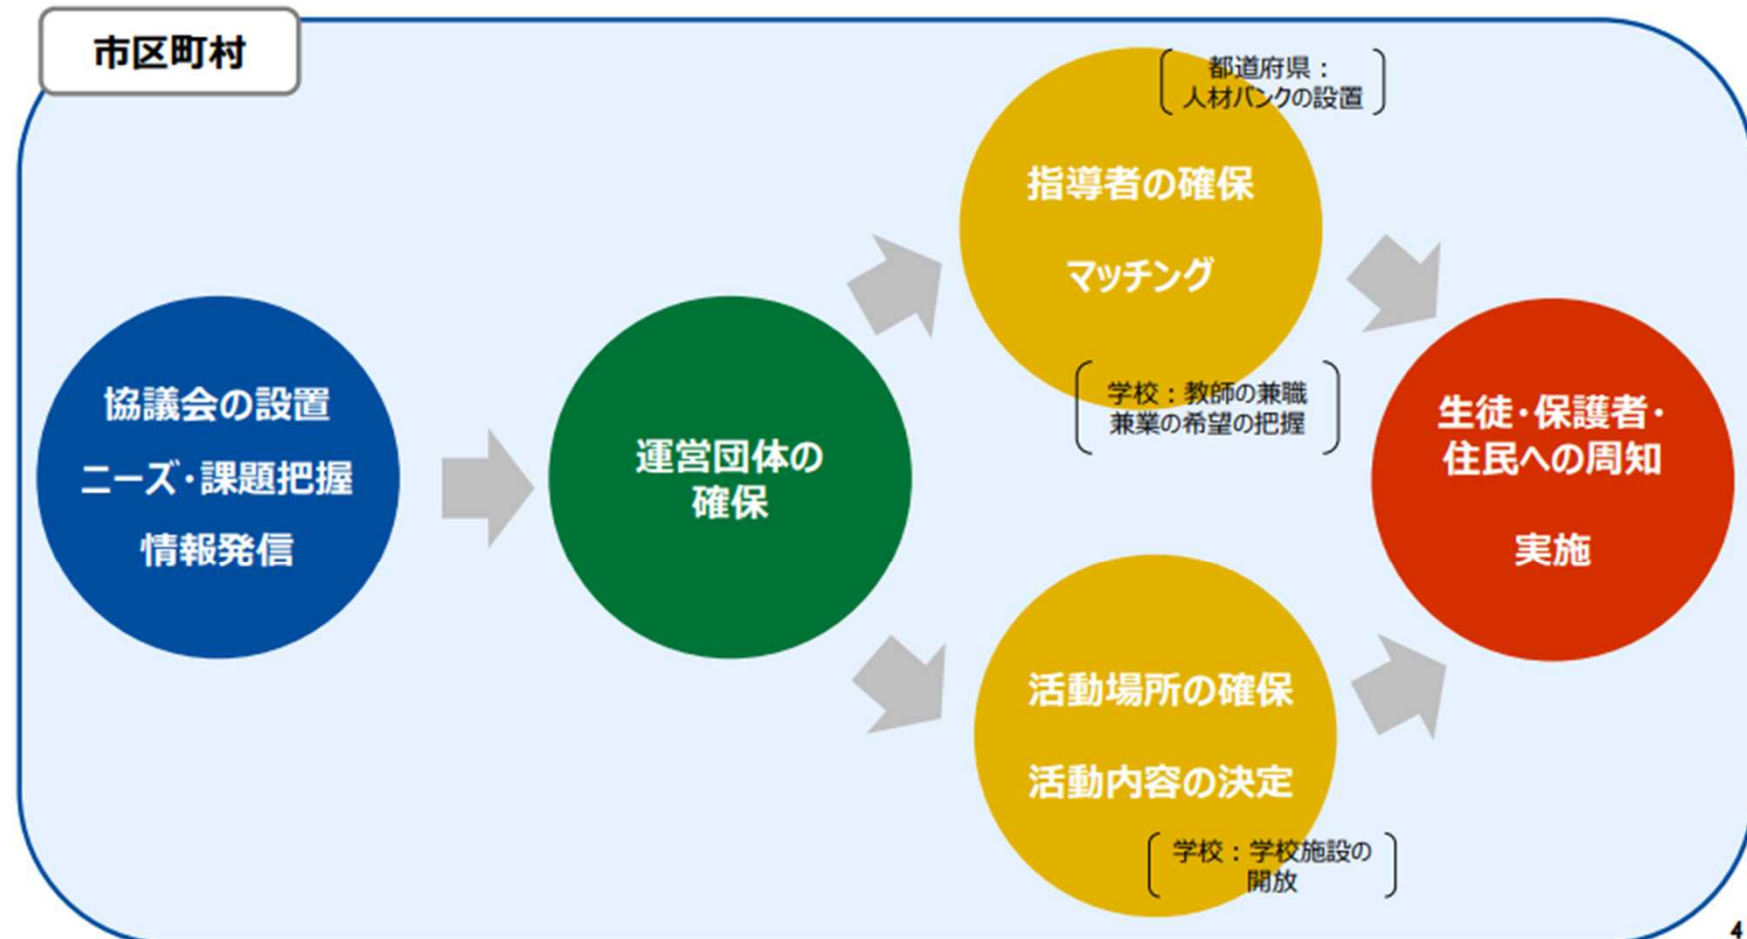 市区町村
協議会の設置
ニーズ・課題把握
情報発信
運営団体の
確保
都道府県：
人材バンクの設置
指導者の確保
マッチング
学校：教師の兼職
兼業の希望の把握
活動場所の確保
活動内容の決定
学校：学校施設の
開放
生徒・保護者・
住民への周知
実施
4